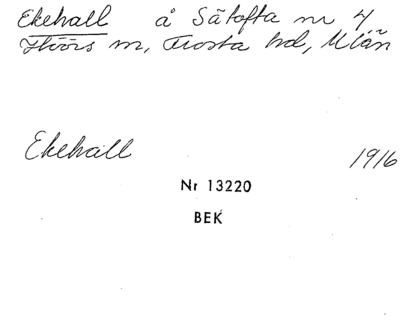 Ekehall å Sätofta nr 4
Höörs sn, Frosta hd, M län
Ekehall 1916
Nr 13220
BEK